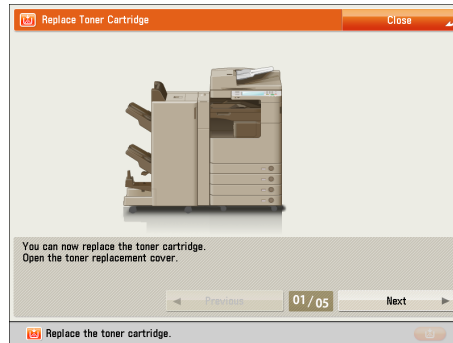 Replace Toner Cartridge
Close
You can now replace the toner cartridge.
Open the toner replacement cover.
Previous
01/05
Next
Replace the toner cartridge.